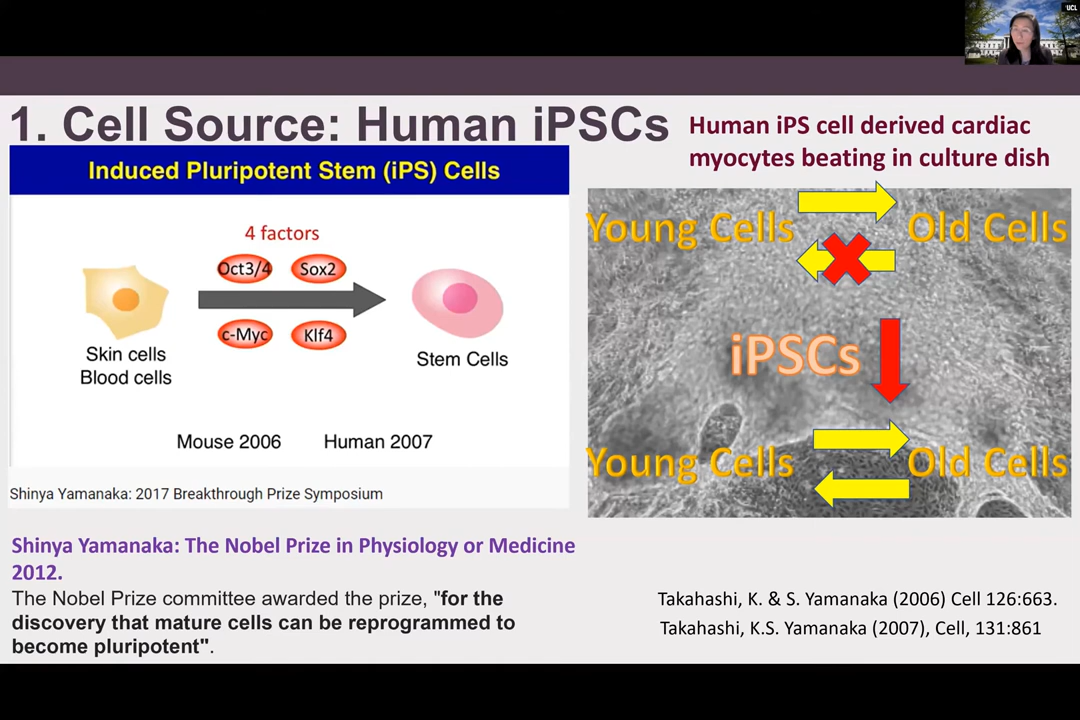 UCL
1. Cell Source: Human iPSCs
Human iPS cell derived cardiac
myocytes beating in culture dish
Induced Pluripotent Stem (iPS) Cells
4 factors
Oct3/4
Sox2
c-Myc
Klf4
Skin cells
Blood cells
Stem Cells
Mouse 2006
Human 2007
Shinya Yamanaka: 2017 Breakthrough Prize Symposium
Young Cells
Old Cells
iPSCs
Young Cells
Old Cells
Shinya Yamanaka: The Nobel Prize in Physiology or Medicine
2012.
The Nobel Prize committee awarded the prize, "for the
discovery that mature cells can be reprogrammed to
become pluripotent".
Takahashi, K. & S. Yamanaka (2006) Cell 126:663.
Takahashi, K.S. Yamanaka (2007), Cell, 131:861